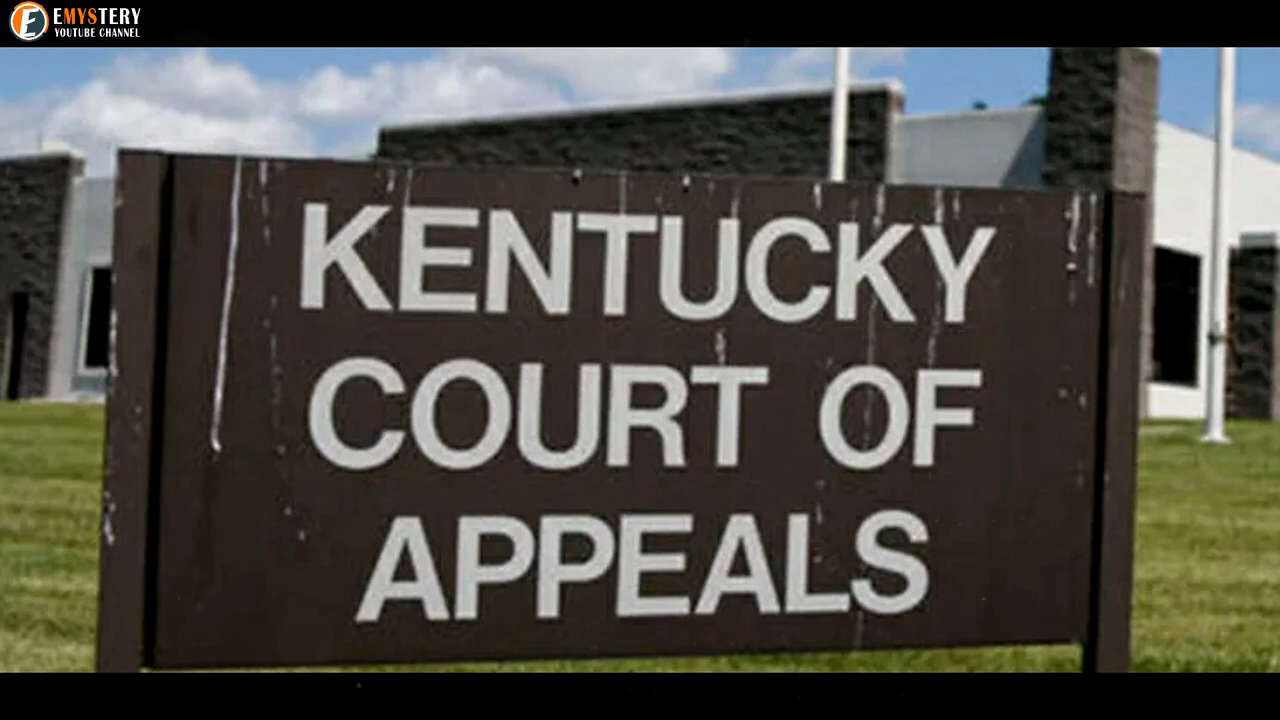 EMYSTERY
YOUTUBE CHANNEL
KENTUCKY
COURT OF
APPEALS